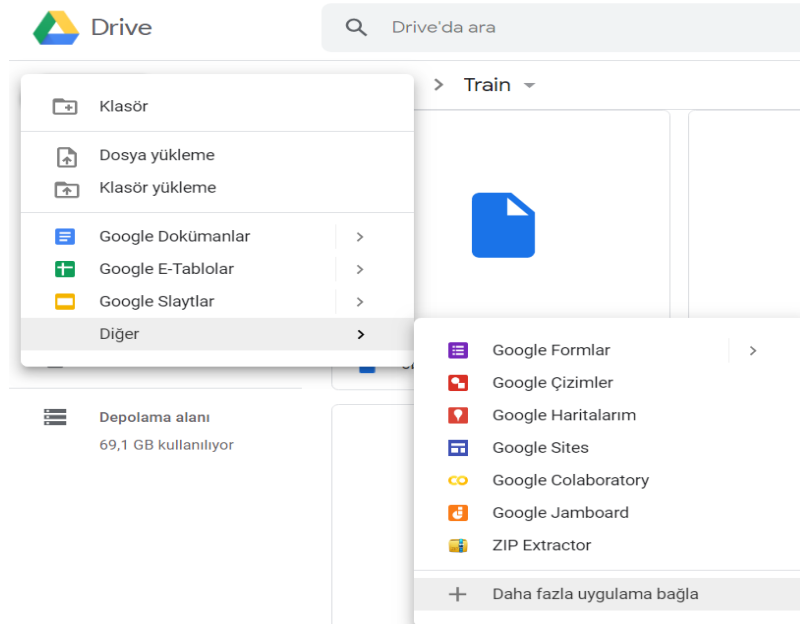 Drive
Drive'da ara
Train
Klasör
Dosya yükleme
Klasör yükleme
Google Dokümanlar
Google E-Tablolar
Google Slaytlar
Diğer
Google Formlar
Google Çizimler
Google Haritalarım
Google Sites
Google Colaboratory
Google Jamboard
ZIP Extractor
Daha fazla uygulama bağla
Depolama alanı
69,1 GB kullanılıyor